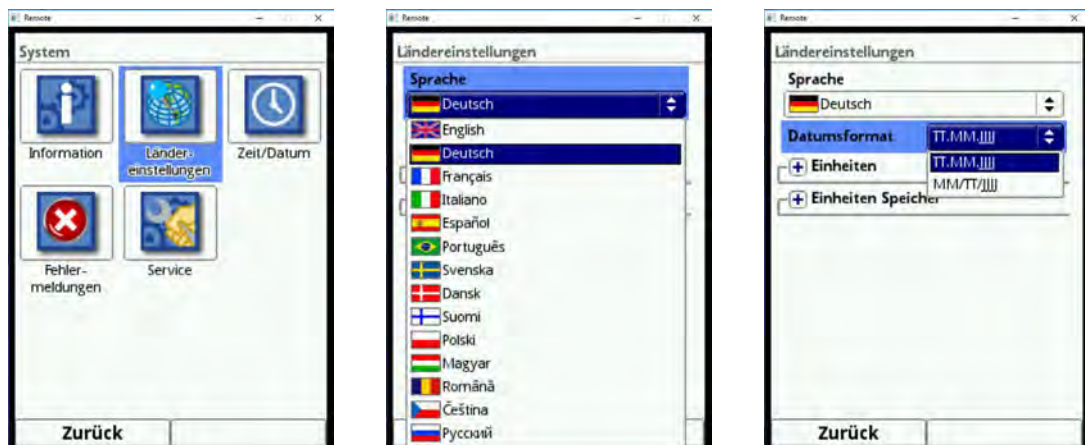 Remote
System
Information
Länder-
einstellungen
Zeit/Datum
Fehler-
meldungen
Service
Zurück
Remote
Ländereinstellungen
Sprache
Deutsch
English
Deutsch
Français
Italiano
Español
Português
Svenska
Dansk
Suomi
Polski
Magyar
Română
Čeština
Русский
Remote
Ländereinstellungen
Sprache
Deutsch
Datumsformat TT.MM.JJJJ
TT.MM.JJJJ
Einheiten
MM/TT/JJJJ
Einheiten Speicher
Zurück